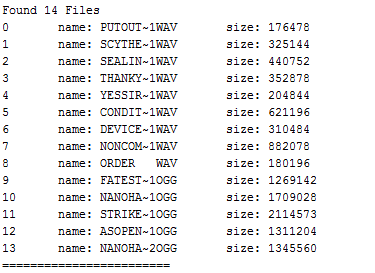 Found 14 Files
0 name: PUTOUT~1WAV size: 176478
1 name: SCYTHE~1WAV size: 325144
2 name: SEALIN~1WAV size: 440752
3 name: THANKY~1WAV size: 352878
4 name: YESSIR~1WAV size: 204844
5 name: CONDIT~1WAV size: 621196
6 name: DEVICE~1WAV size: 310484
7 name: NONCOM~1WAV size: 882078
8 name: ORDER   WAV size: 180196
9 name: FATEST~1OGG size: 1269142
10 name: NANOHA~1OGG size: 1709028
11 name: STRIKE~1OGG size: 2114573
12 name: ASOPEN~1OGG size: 1311204
13 name: NANOHA~2OGG size: 1345560
========================